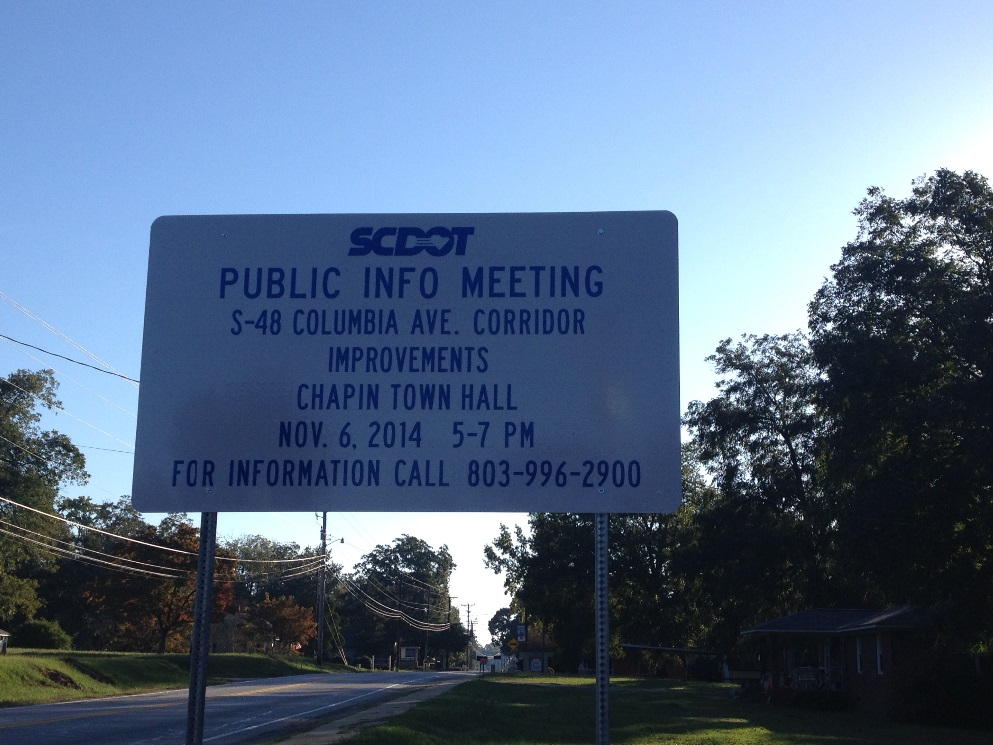 SCDOT
PUBLIC INFO MEETING
S-48 COLUMBIA AVE. CORRIDOR
IMPROVEMENTS
CHAPIN TOWN HALL
NOV. 6, 2014 5-7 PM
FOR INFORMATION CALL 803-996-2900